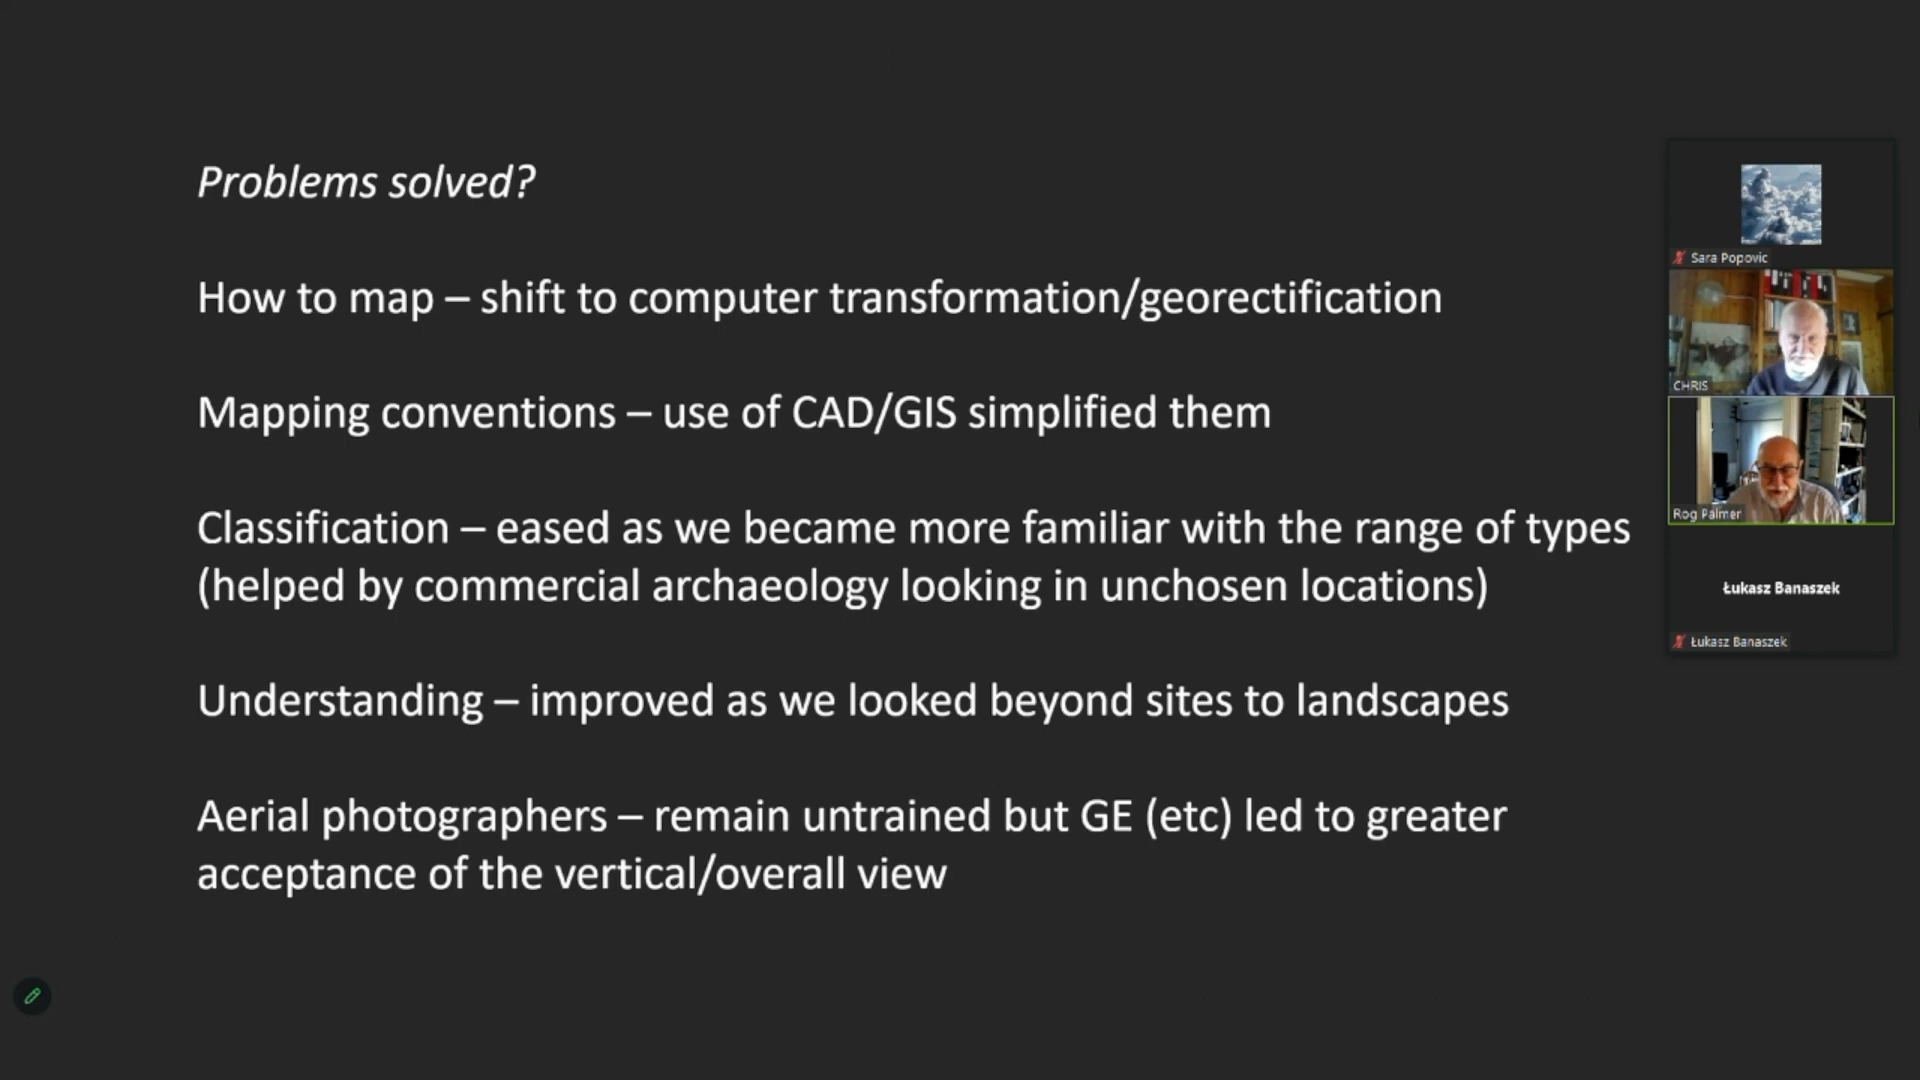 Problems solved?
How to map – shift to computer transformation/georectification
Mapping conventions – use of CAD/GIS simplified them
Classification – eased as we became more familiar with the range of types
(helped by commercial archaeology looking in unchosen locations)
Understanding – improved as we looked beyond sites to landscapes
Aerial photographers – remain untrained but GE (etc) led to greater
acceptance of the vertical/overall view
Sara Popovic
CHRIS
Rog Palmer
Łukasz Banaszek
Łukasz Banaszek